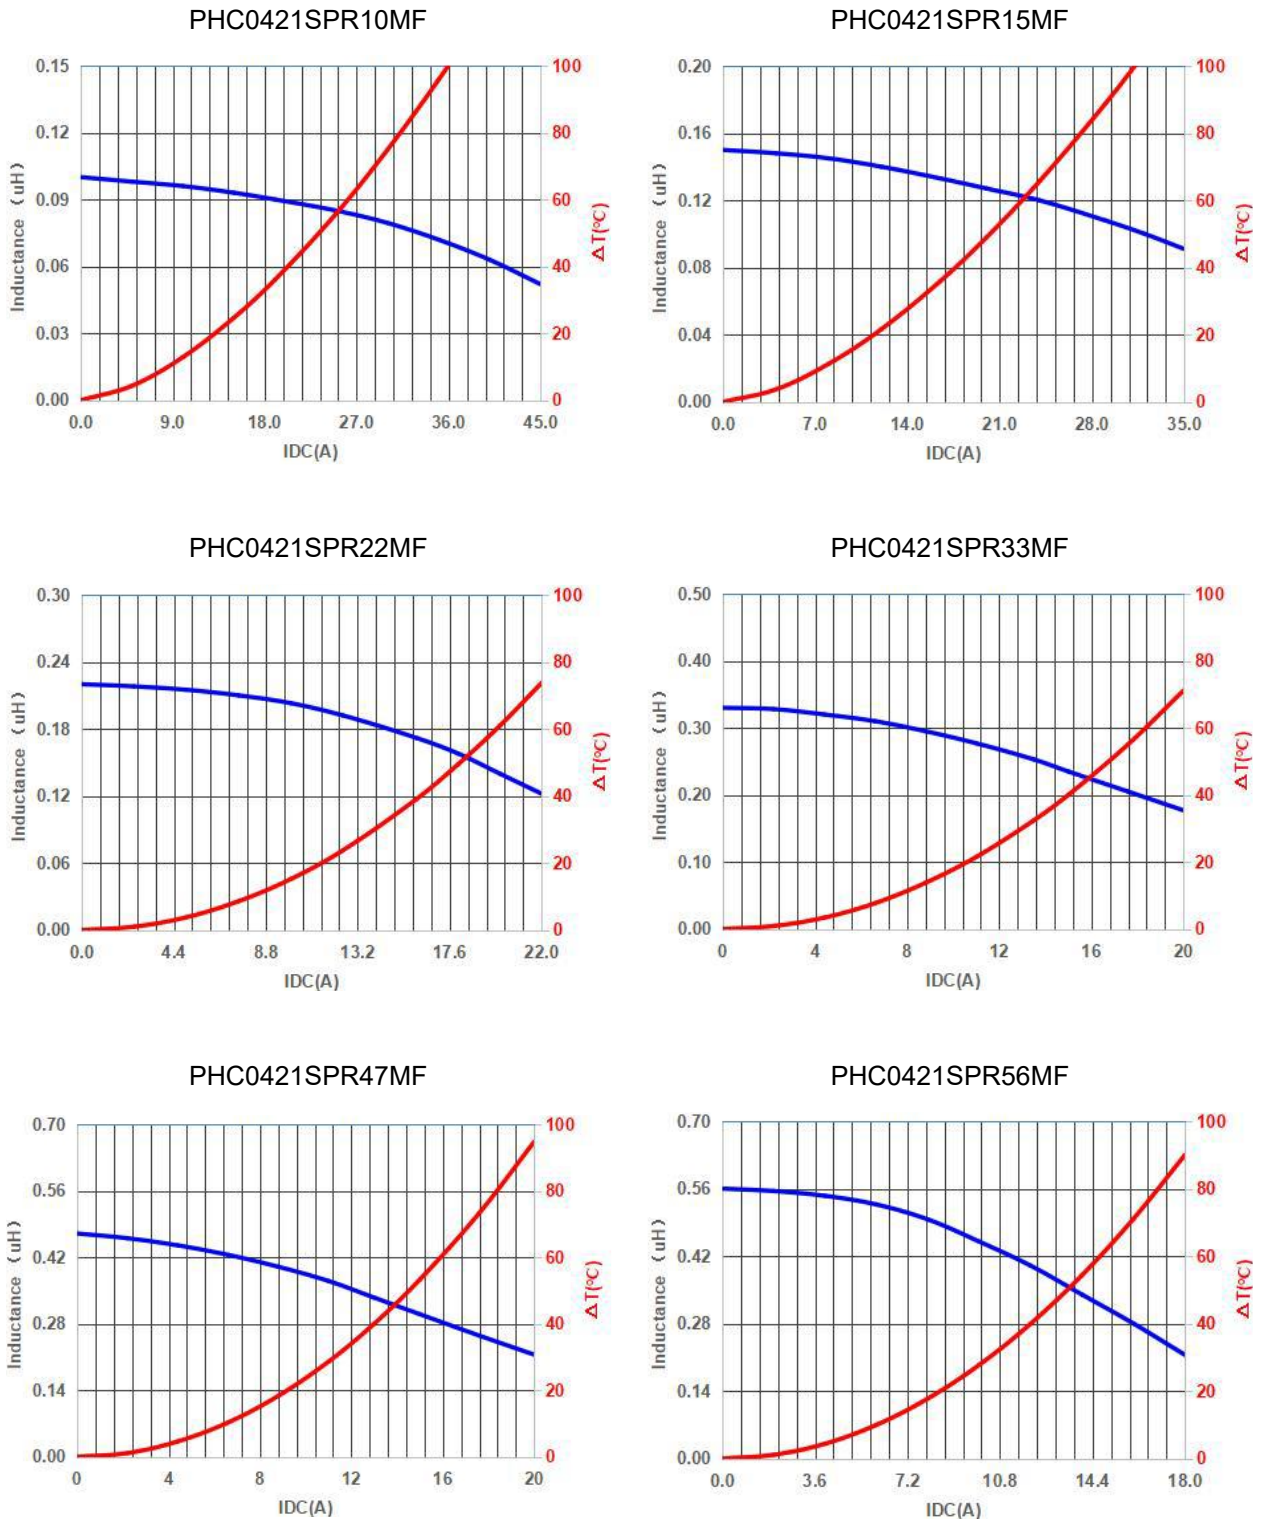 PHC0421SPR10MF
0.15
0.12
0.09
0.06
0.03
0.00
Inductance (uH)
100
80
60
40
20
0
ΔT(℃)
0.0 9.0 18.0 27.0 36.0 45.0
IDC(A)
PHC0421SPR15MF
0.20
0.16
0.12
0.08
0.04
0.00
Inductance (uH)
100
80
60
40
20
0
ΔT(℃)
0.0 7.0 14.0 21.0 28.0 35.0
IDC(A)
PHC0421SPR22MF
0.30
0.24
0.18
0.12
0.06
0.00
Inductance (uH)
100
80
60
40
20
0
ΔT(℃)
0.0 4.4 8.8 13.2 17.6 22.0
IDC(A)
PHC0421SPR33MF
0.50
0.40
0.30
0.20
0.10
0.00
Inductance (uH)
100
80
60
40
20
0
ΔT(℃)
0 4 8 12 16 20
IDC(A)
PHC0421SPR47MF
0.70
0.56
0.42
0.28
0.14
0.00
Inductance (uH)
100
80
60
40
20
0
ΔT(℃)
0 4 8 12 16 20
IDC(A)
PHC0421SPR56MF
0.70
0.56
0.42
0.28
0.14
0.00
Inductance (uH)
100
80
60
40
20
0
ΔT(℃)
0.0 3.6 7.2 10.8 14.4 18.0
IDC(A)